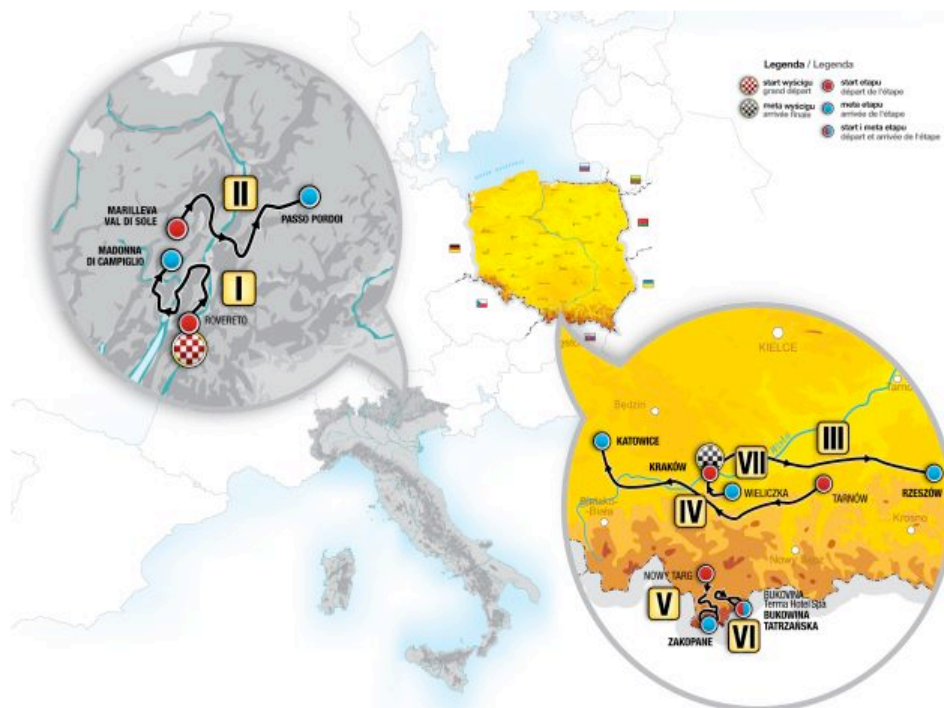 Legenda / Legenda
start wyścigu
grand départ
start etapu
départ de l'étape
meta wyścigu
arrivée finale
meta etapu
arrivée de l'étape
start i meta etapu
départ et arrivée de l'étape
II
MARILLEVA
VAL DI SOLE
PASSO PORDOI
MADONNA
DI CAMPIGLIO
I
ROVERETO
KIELCE
Będzin
Wisła
III
KATOWICE
KRAKÓW
VII
WIELICZKA
TARNÓW
RZESZÓW
-Biała
IV
Krosno
Nowy
NOWY TARG
V
BUKOVINA
Terma Hotel Spa
BUKOWINA
TATRZAŃSKA
VI
ZAKOPANE